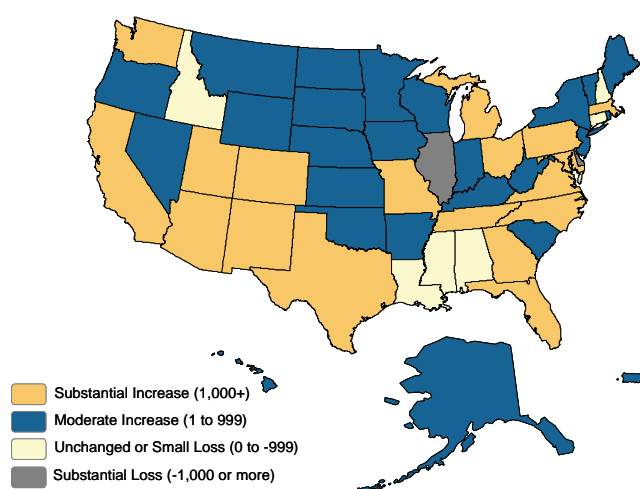 Substantial Increase (1,000+)
Moderate Increase (1 to 999)
Unchanged or Small Loss (0 to -999)
Substantial Loss (-1,000 or more)